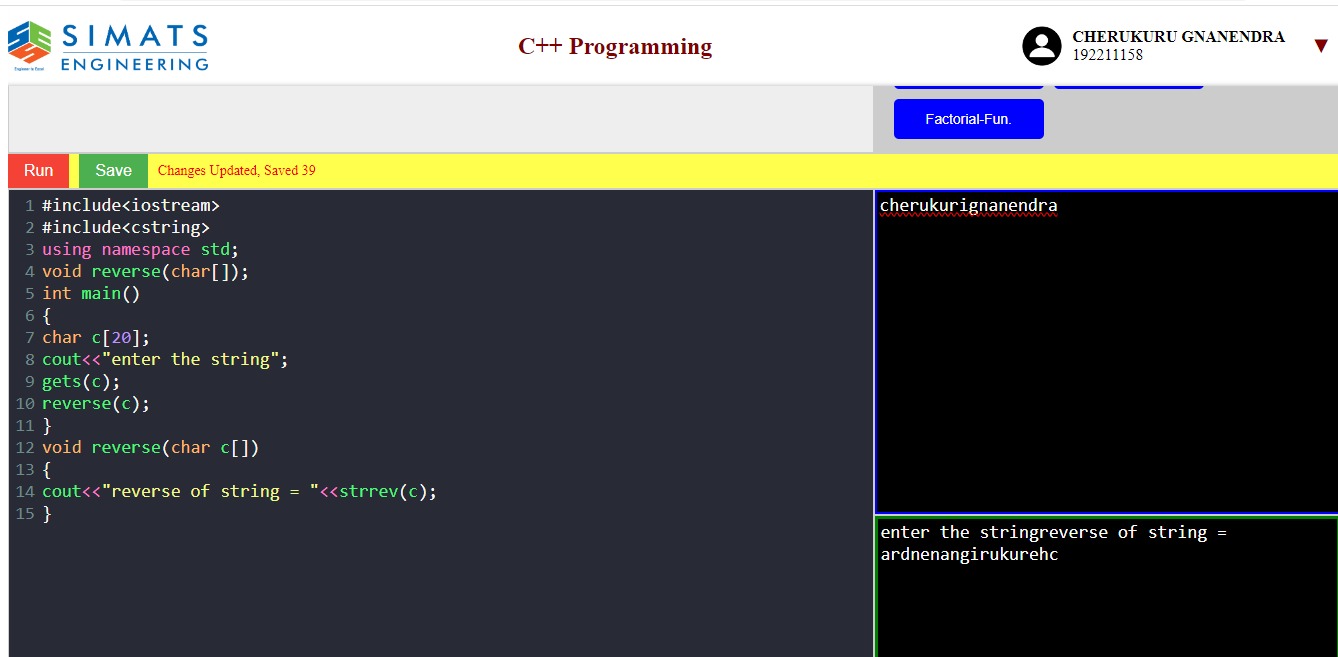 SIMATS
ENGINEERING
Engineer to Excel
C++ Programming
CHERUKURU GNANENDRA
192211158
▼
Factorial-Fun.
Run
Save
Changes Updated, Saved 39
1 #include<iostream>
2 #include<cstring>
3 using namespace std;
4 void reverse(char[]);
5 int main()
6 {
7 char c[20];
8 cout<<"enter the string";
9 gets(c);
10 reverse(c);
11 }
12 void reverse(char c[])
13 {
14 cout<<"reverse of string = "<<strrev(c);
15 }
cherukurignanendra
enter the stringreverse of string =
ardnenangirukurehc